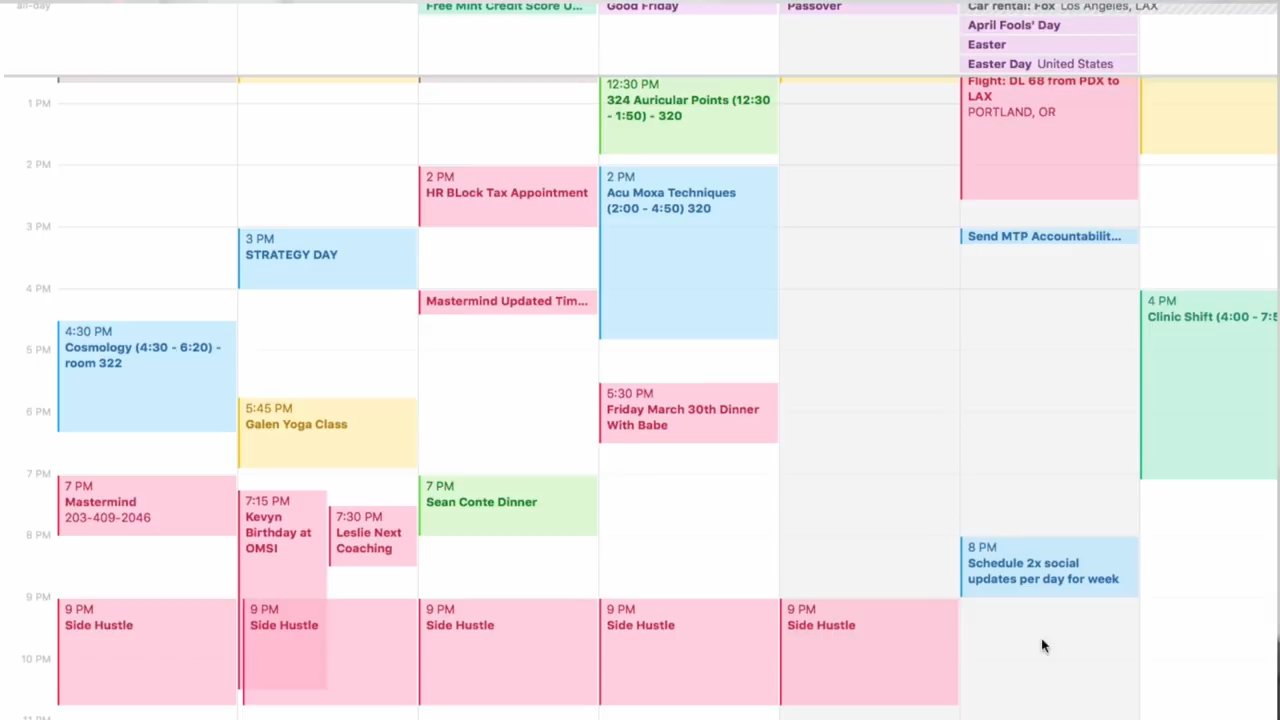 all-day
Free Mint Credit Score U...
Good Friday
Passover
Car rental: Fox Los Angeles, LAX
April Fools' Day
Easter
Easter Day United States
1 PM
2 PM
3 PM
4 PM
5 PM
6 PM
7 PM
8 PM
9 PM
10 PM
11 PM
4:30 PM
Cosmology (4:30 - 6:20) -
room 322
7 PM
Mastermind
203-409-2046
9 PM
Side Hustle
3 PM
STRATEGY DAY
5:45 PM
Galen Yoga Class
7:15 PM
Kevyn
Birthday at
OMSI
7:30 PM
Leslie Next
Coaching
9 PM
Side Hustle
2 PM
HR BLock Tax Appointment
Mastermind Updated Tim...
7 PM
Sean Conte Dinner
9 PM
Side Hustle
12:30 PM
324 Auricular Points (12:30
- 1:50) - 320
2 PM
Acu Moxa Techniques
(2:00 - 4:50) 320
5:30 PM
Friday March 30th Dinner
With Babe
9 PM
Side Hustle
9 PM
Side Hustle
Flight: DL 68 from PDX to
LAX
PORTLAND, OR
Send MTP Accountabilit...
8 PM
Schedule 2x social
updates per day for week
4 PM
Clinic Shift (4:00 - 7:5